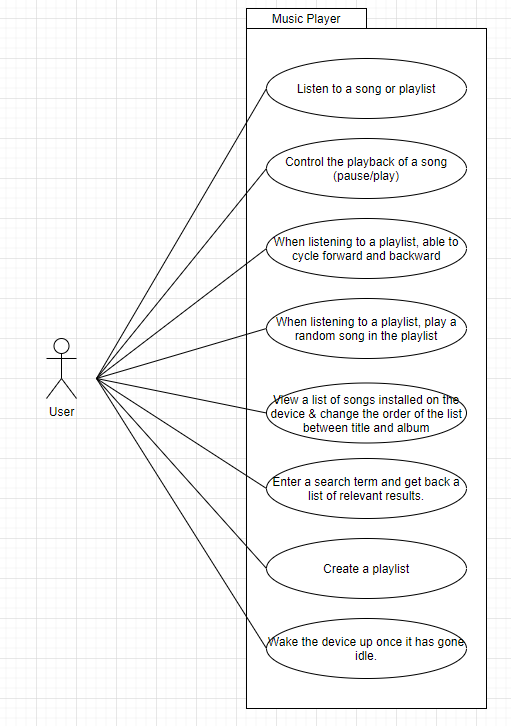 Music Player
Listen to a song or playlist
Control the playback of a song
(pause/play)
When listening to a playlist, able to
cycle forward and backward
When listening to a playlist, play a
random song in the playlist
View a list of songs installed on the
device & change the order of the list
between title and album
Enter a search term and get back a
list of relevant results.
Create a playlist
Wake the device up once it has gone
idle.
User